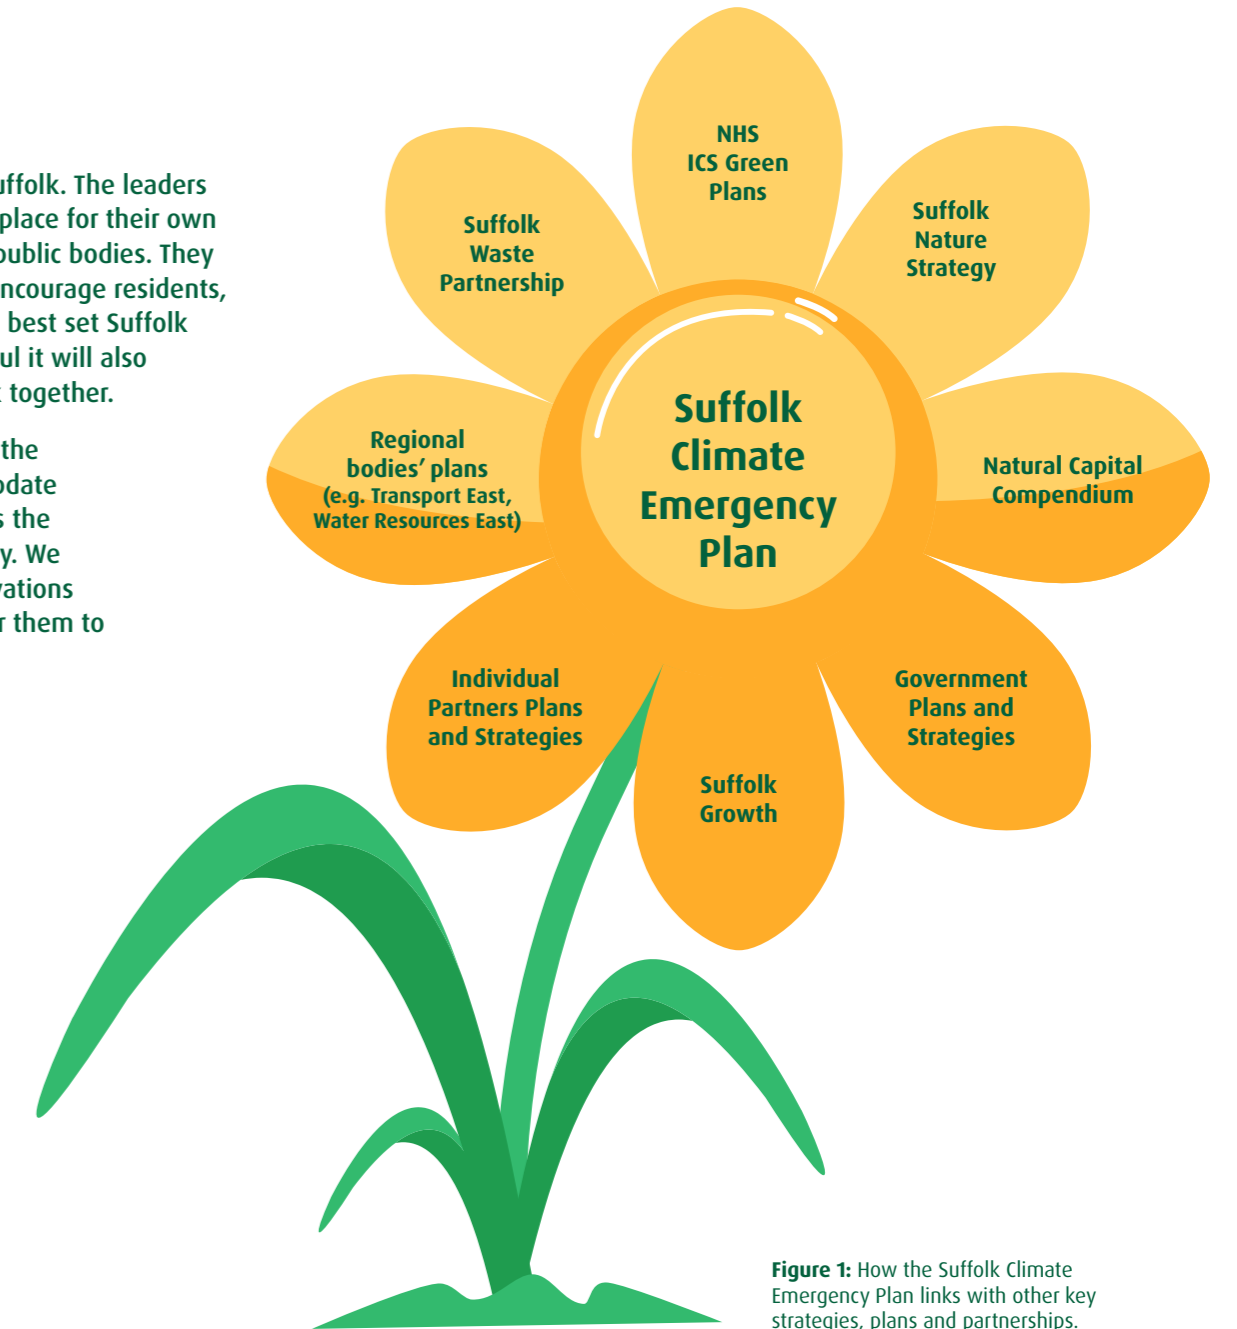 uffolk. The leaders
place for their own
public bodies. They
ncourage residents,
best set Suffolk
ul it will also
together.
the
odate
s the
y. We
vations
r them to
NHS
ICS Green
Plans
Suffolk
Nature
Strategy
Natural Capital
Compendium
Government
Plans and
Strategies
Suffolk
Growth
Individual
Partners Plans
and Strategies
Regional
bodies’ plans
(e.g. Transport East,
Water Resources East)
Suffolk
Waste
Partnership
Suffolk
Climate
Emergency
Plan
Figure 1: How the Suffolk Climate
Emergency Plan links with other key
strategies, plans and partnerships.